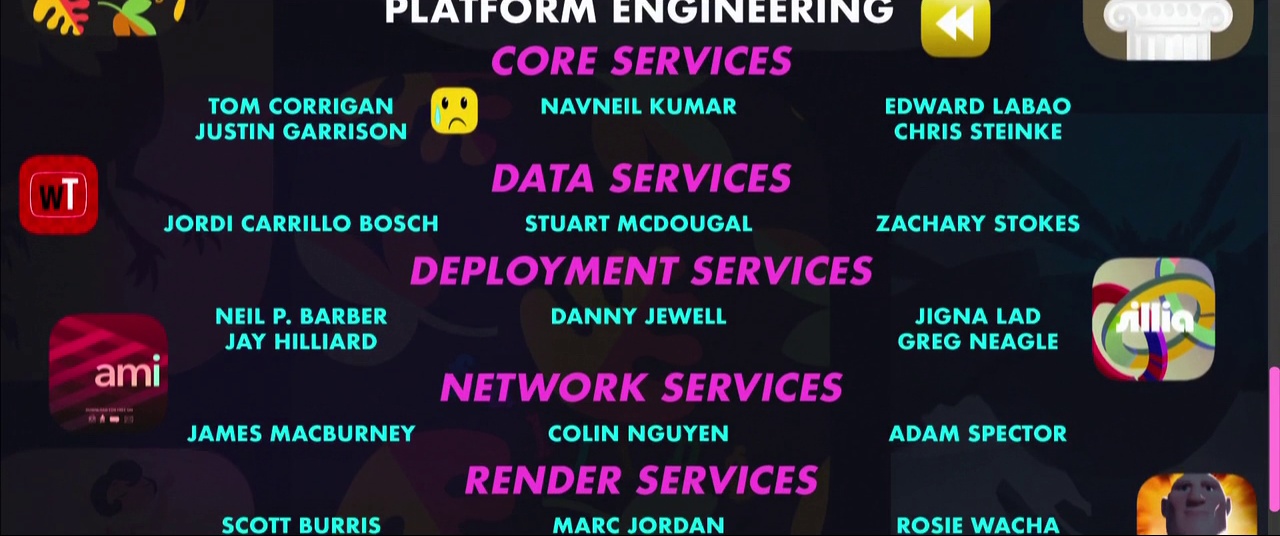 PLATFORM ENGINEERING
CORE SERVICES
TOM CORRIGAN NAVNEIL KUMAR EDWARD LABAO
JUSTIN GARRISON CHRIS STEINKE
WT
DATA SERVICES
JORDI CARRILLO BOSCH STUART MCDOUGAL ZACHARY STOKES
DEPLOYMENT SERVICES
NEIL P. BARBER DANNY JEWELL JIGNA LAD
JAY HILLIARD GREG NEAGLE
sillia
ami
NETWORK SERVICES
JAMES MACBURNEY COLIN NGUYEN ADAM SPECTOR
RENDER SERVICES
SCOTT BURRIS MARC JORDAN ROSIE WACHA